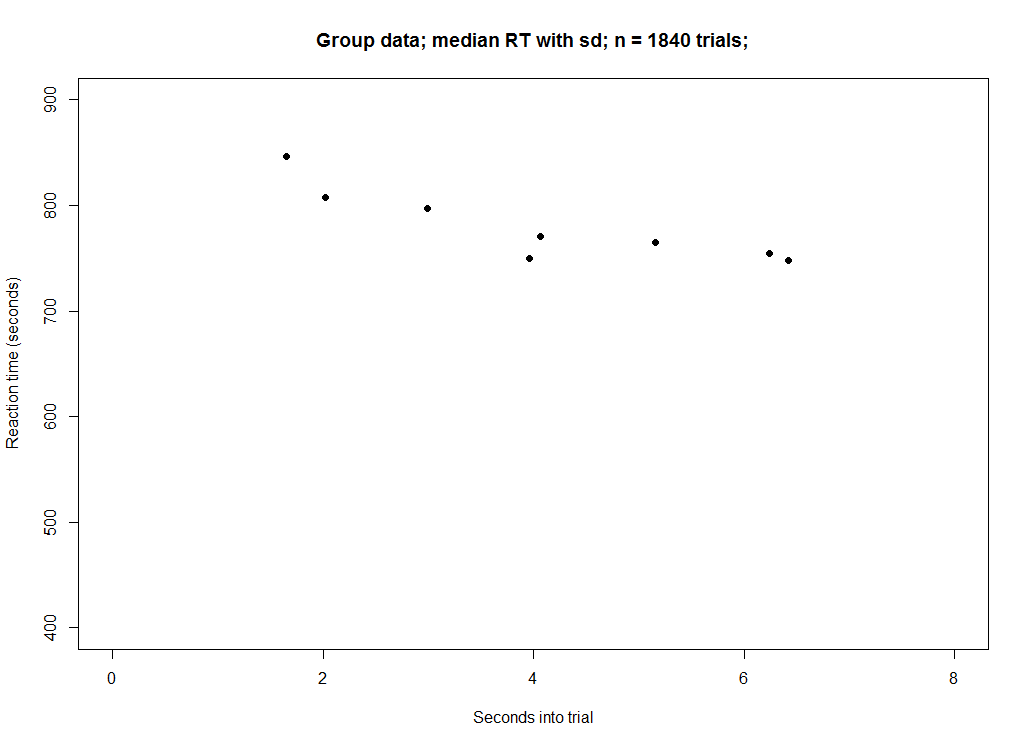 Group data; median RT with sd; n = 1840 trials;
Reaction time (seconds)
900
800
700
600
500
400
0 2 4 6 8
Seconds into trial